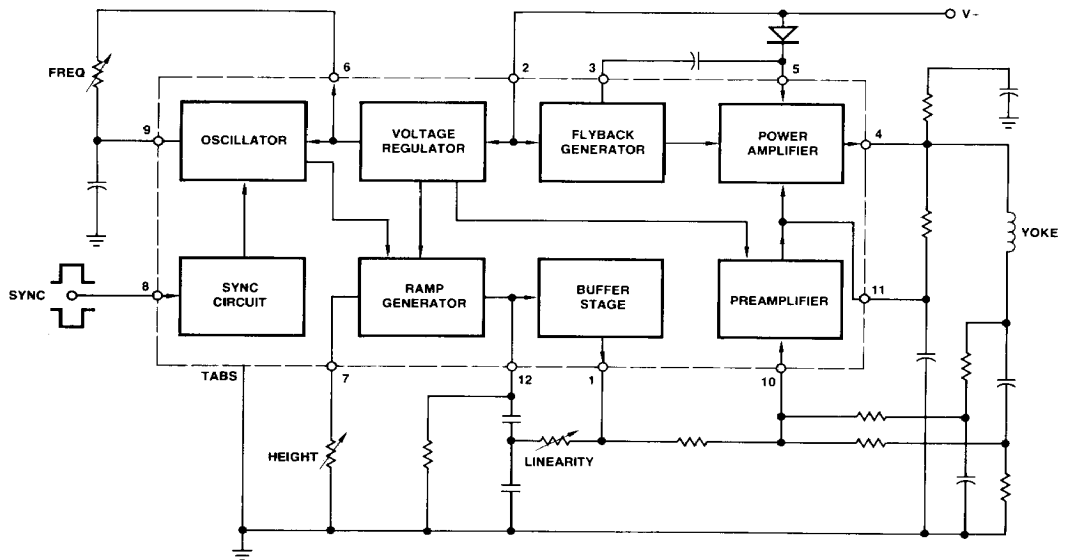 V-
FREQ
6
2
3
5
9
OSCILLATOR
VOLTAGE
REGULATOR
FLYBACK
GENERATOR
POWER
AMPLIFIER
4
YOKE
SYNC
8
SYNC
CIRCUIT
RAMP
GENERATOR
BUFFER
STAGE
PREAMPLIFIER
11
TABS
7
12
1
10
HEIGHT
LINEARITY